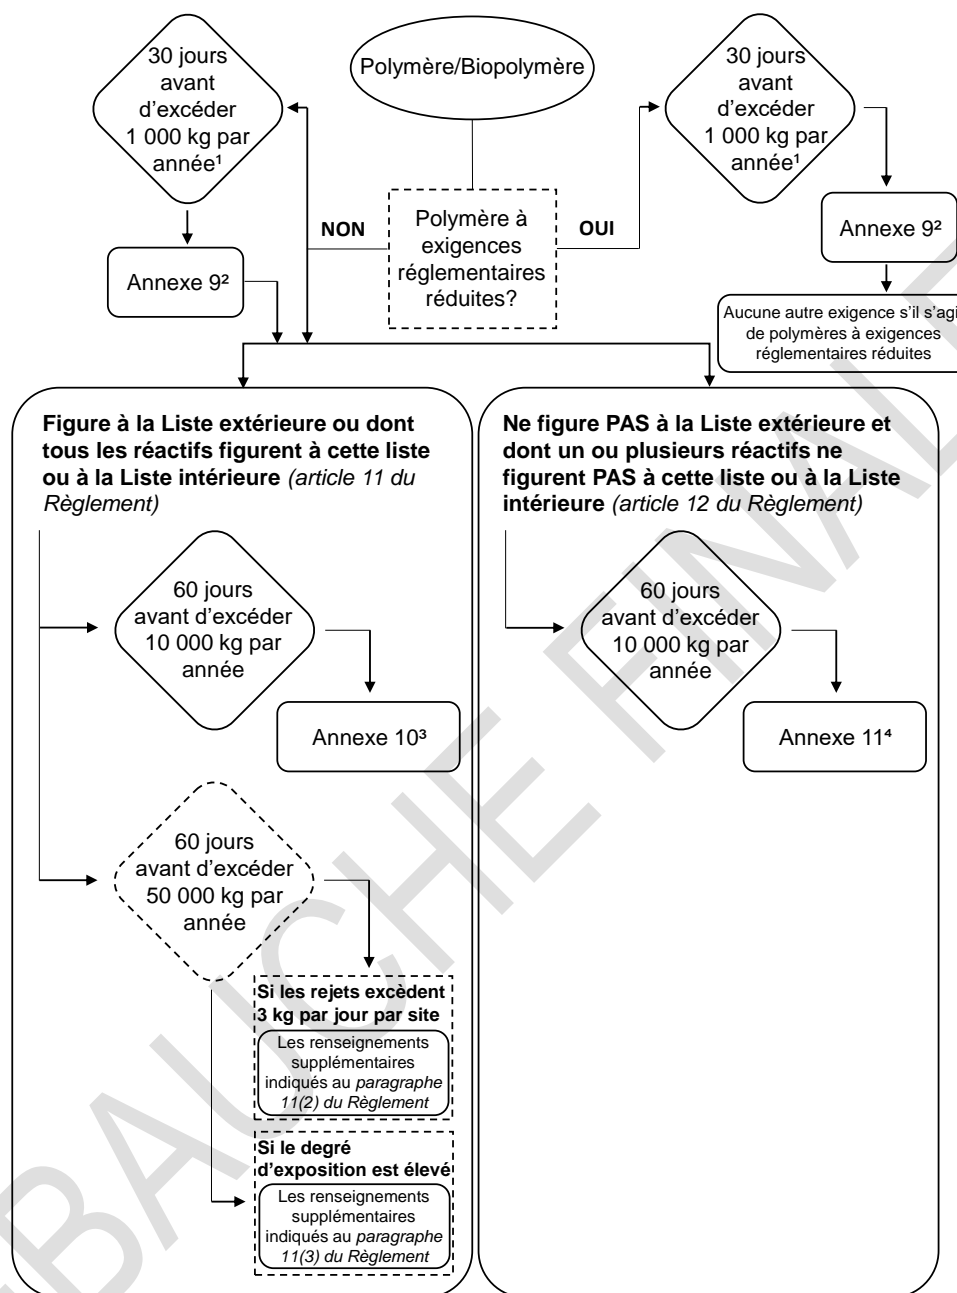 Polymère/Biopolymère
30 jours
avant
d’excéder
1 000 kg par
année¹
30 jours
avant
d’excéder
1 000 kg par
année¹
NON
Polymère à
exigences
réglementaires
réduites?
OUI
Annexe 9²
Annexe 9²
Aucune autre exigence s’il s’agi
de polymères à exigences
réglementaires réduites
Figure à la Liste extérieure ou dont
tous les réactifs figurent à cette liste
ou à la Liste intérieure (article 11 du
Règlement)
60 jours
avant d’excéder
10 000 kg par
année
Annexe 10³
60 jours
avant d’excéder
50 000 kg par
année
Si les rejets excèdent
3 kg par jour par site
Les renseignements
supplémentaires
indiqués au paragraphe
11(2) du Règlement
Si le degré
d’exposition est élevé
Les renseignements
supplémentaires
indiqués au paragraphe
11(3) du Règlement
Ne figure PAS à la Liste extérieure et
dont un ou plusieurs réactifs ne
figurent PAS à cette liste ou à la Liste
intérieure (article 12 du Règlement)
60 jours
avant d’excéder
10 000 kg par
année
Annexe 11⁴
EBAUCHE FINALE